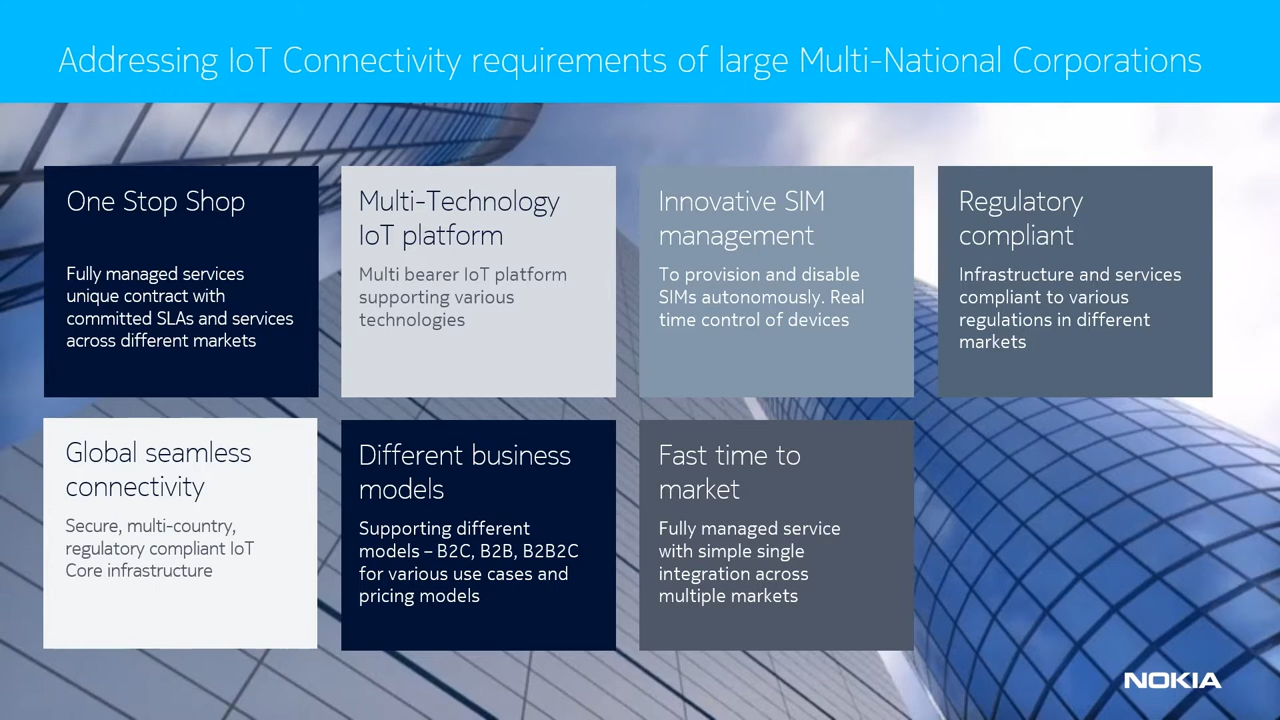 Addressing IoT Connectivity requirements of large Multi-National Corporations
One Stop Shop
Fully managed services
unique contract with
committed SLAs and services
across different markets
Multi-Technology
IoT platform
Multi bearer IoT platform
supporting various
technologies
Innovative SIM
management
To provision and disable
SIMs autonomously. Real
time control of devices
Regulatory
compliant
Infrastructure and services
compliant to various
regulations in different
markets
Global seamless
connectivity
Secure, multi-country,
regulatory compliant IoT
Core infrastructure
Different business
models
Supporting different
models – B2C, B2B, B2B2C
for various use cases and
pricing models
Fast time to
market
Fully managed service
with simple single
integration across
multiple markets
NOKIA